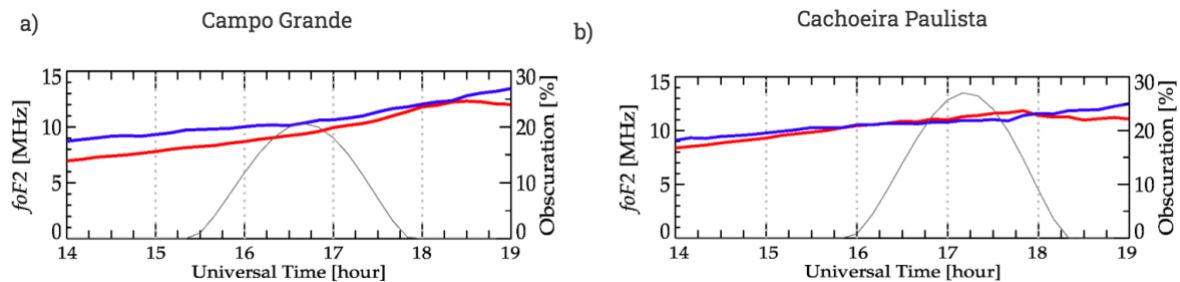 a)
Campo Grande
foF2 [MHz]
15
10
5
0
30
20
10
0
Obscuration [%]
14 15 16 17 18 19
Universal Time [hour]
b)
Cachoeira Paulista
foF2 [MHz]
15
10
5
0
30
20
10
0
Obscuration [%]
14 15 16 17 18 19
Universal Time [hour]